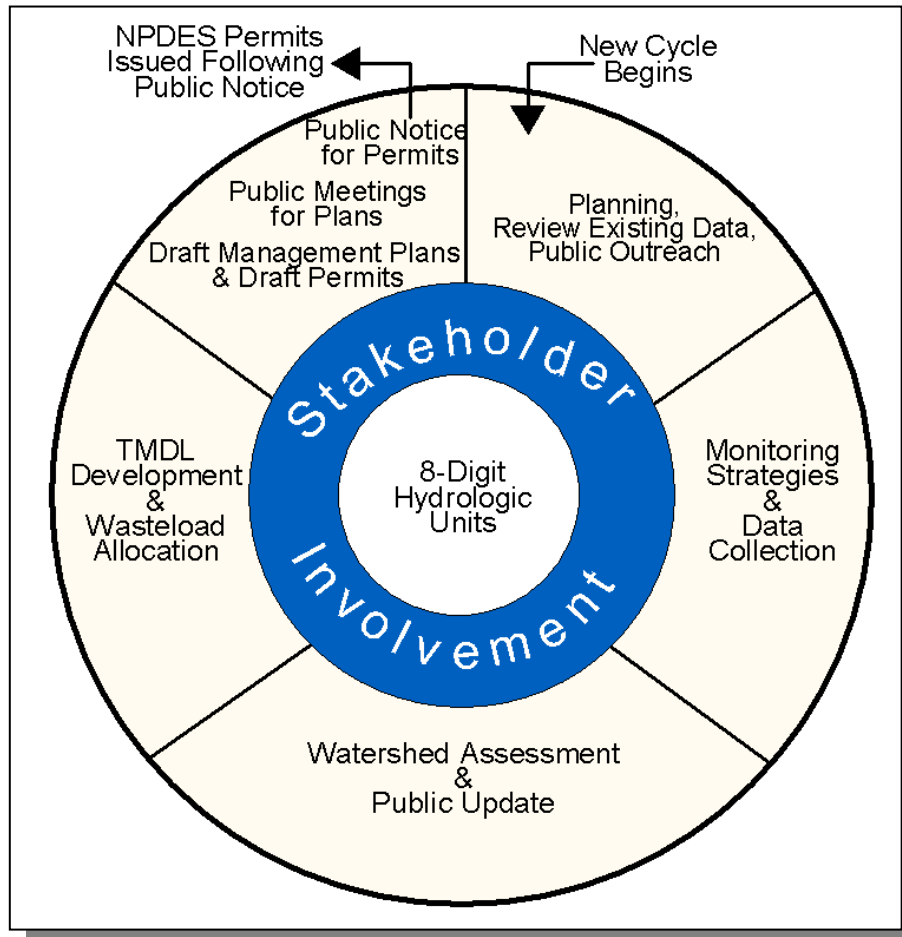 NPDES Permits
Issued Following
Public Notice
New Cycle
Begins
Public Notice
for Permits
Public Meetings
for Plans
Draft Management Plans
& Draft Permits
Planning,
Review Existing Data,
Public Outreach
Stakeholder
Involvement
8-Digit
Hydrologic
Units
TMDL
Development
&
Wasteload
Allocation
Monitoring
Strategies
&
Data
Collection
Watershed Assessment
&
Public Update